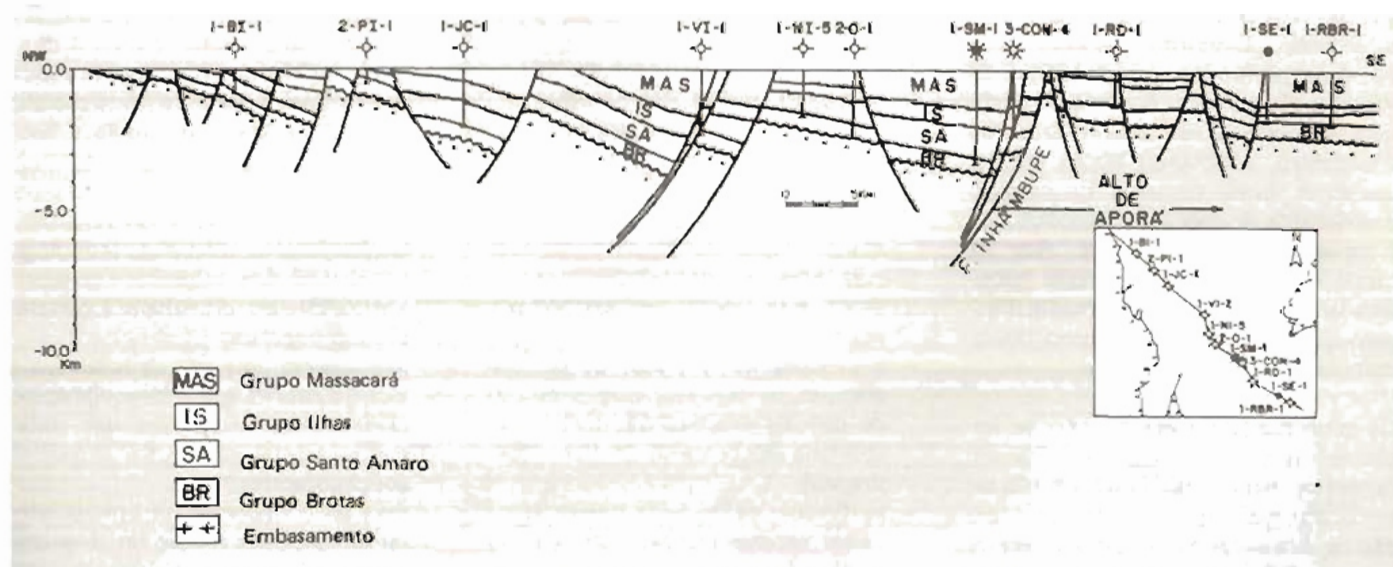 1-BI-1 2-PI-1 1-JC-1 1-VI-1 1-NI-5 2-O-1 1-SM-1 3-CON-4 1-RD-1 1-SE-1 1-RBR-1
NW SE
0.0
MAS MAS MAS
IS IS
SA SA
BR BR BR
-5.0
INHAMBUPE
ALTO
DE
APORÁ
-10.0
Km
N
1-BI-1
2-PI-1
1-JC-1
1-VI-2
1-NI-5
2-O-1
1-SM-1
3-CON-4
1-RD-1
1-SE-1
1-RBR-1
MAS Grupo Massacará
IS Grupo Ilhas
SA Grupo Santo Amaro
BR Grupo Brotas
Embasamento